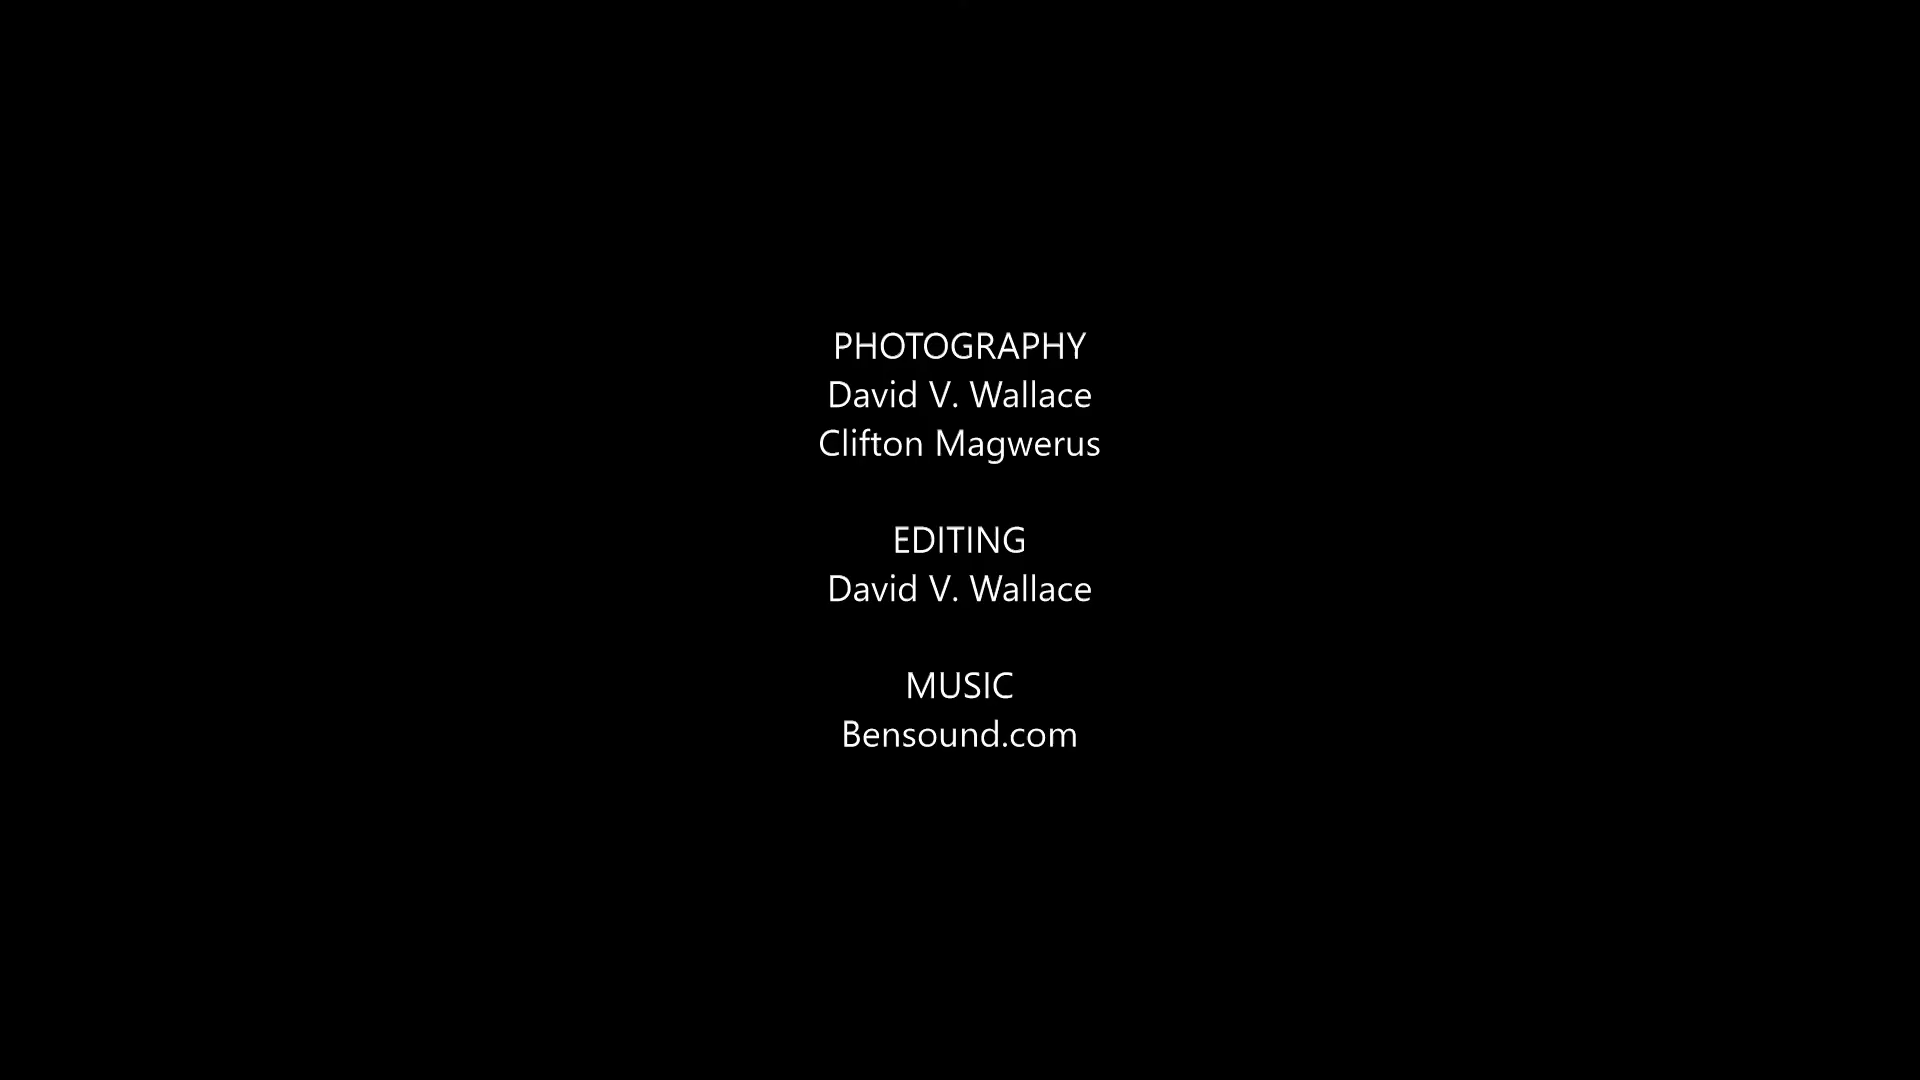 PHOTOGRAPHY
David V. Wallace
Clifton Magwerus
EDITING
David V. Wallace
MUSIC
Bensound.com